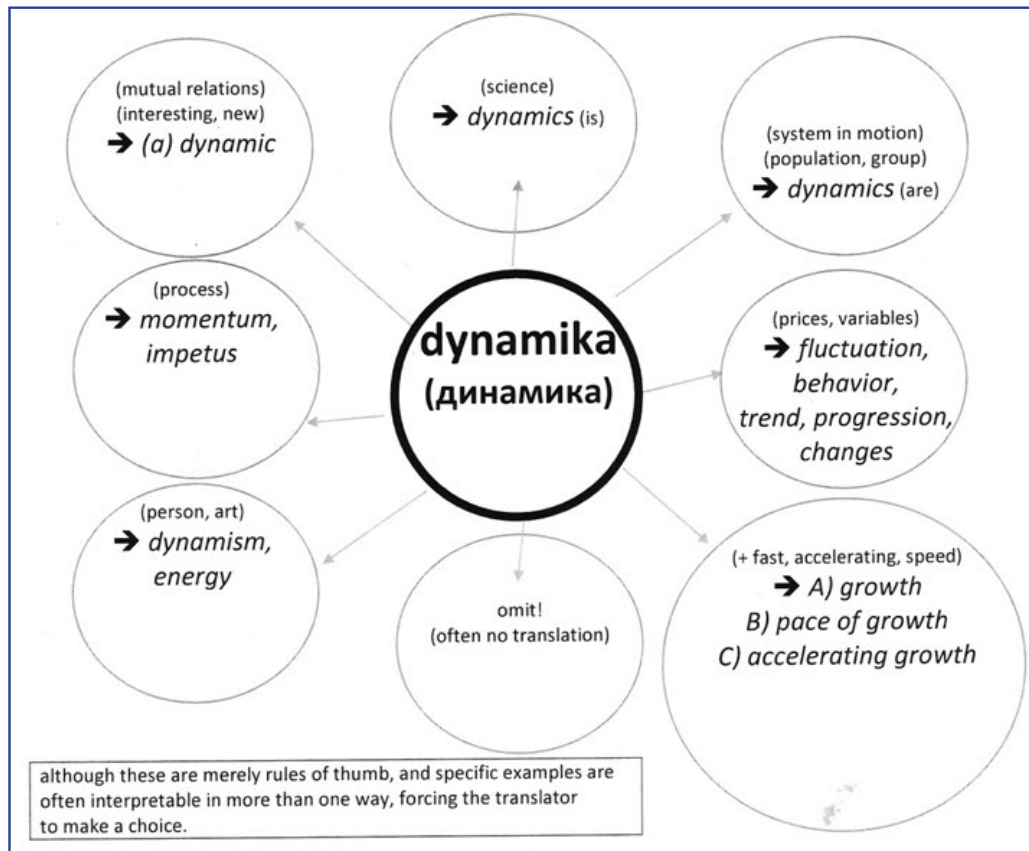 (mutual relations)
(interesting, new)
➔ (a) dynamic
(science)
➔ dynamics (is)
(system in motion)
(population, group)
➔ dynamics (are)
(process)
➔ momentum,
impetus
dynamika
(динамика)
(prices, variables)
➔ fluctuation,
behavior,
trend, progression,
changes
(person, art)
➔ dynamism,
energy
omit!
(often no translation)
(+ fast, accelerating, speed)
➔ A) growth
B) pace of growth
C) accelerating growth
although these are merely rules of thumb, and specific examples are
often interpretable in more than one way, forcing the translator
to make a choice.